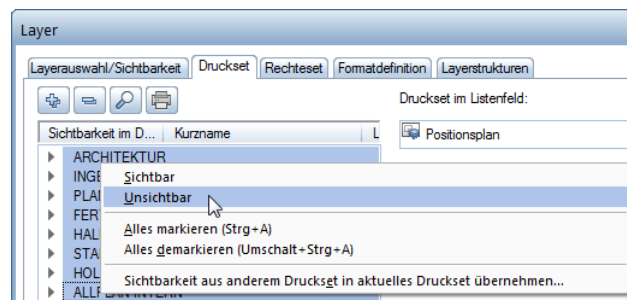 Layer
Layerauswahl/Sichtbarkeit Druckset Rechteset Formatdefinition Layerstrukturen
Druckset im Listenfeld:
Sichtbarkeit im D... Kurzname L
Positionsplan
ARCHITEKTUR
Sichtbar
Unsichtbar
Alles markieren (Strg+A)
Alles demarkieren (Umschalt+Strg+A)
Sichtbarkeit aus anderem Druckset in aktuelles Druckset übernehmen...